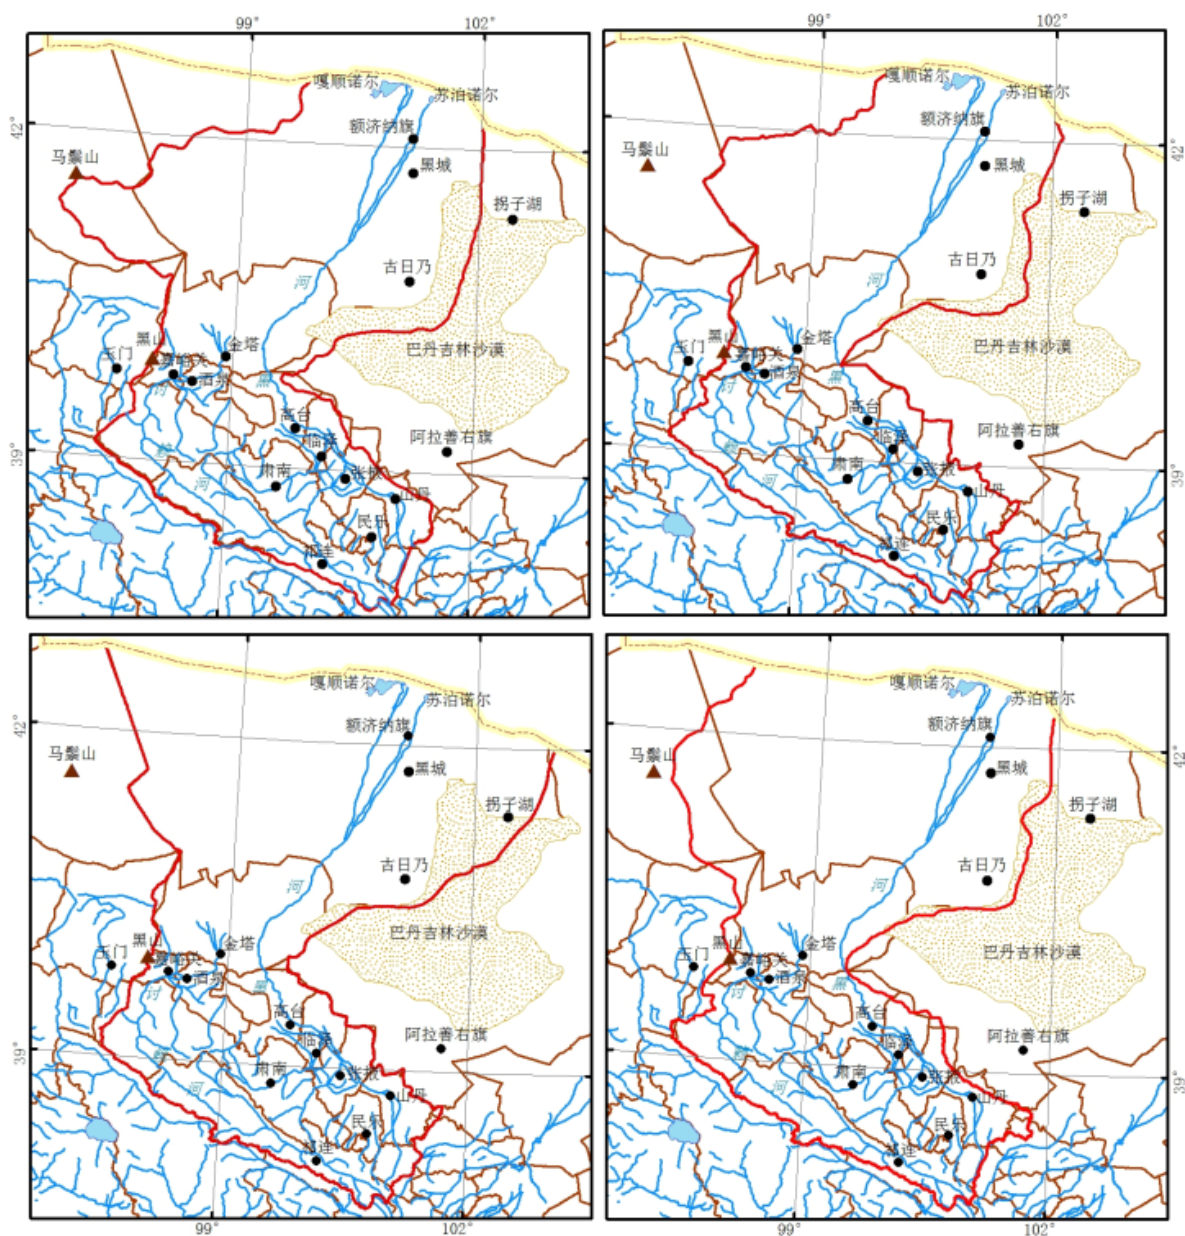 99° 102°
99° 102°
嘎顺诺尔
苏泊诺尔
42°
额济纳旗
马鬃山
黑城
拐子湖
古日乃
河
黑山
金塔
玉门
嘉峪关
酒泉
巴丹吉林沙漠
讨
黑
高台
临泽
阿拉善右旗
39°
赖
肃南
张掖
河
山丹
民乐
祁连
嘎顺诺尔
苏泊诺尔
额济纳旗
42°
马鬃山
黑城
拐子湖
古日乃
河
黑山
金塔
玉门
嘉峪关
酒泉
巴丹吉林沙漠
讨
黑
高台
临泽
阿拉善右旗
39°
赖
肃南
张掖
河
山丹
民乐
祁连
嘎顺诺尔
苏泊诺尔
42°
额济纳旗
马鬃山
黑城
拐子湖
古日乃
河
黑山
金塔
玉门
嘉峪关
酒泉
巴丹吉林沙漠
讨
黑
高台
临泽
阿拉善右旗
39°
赖
肃南
张掖
河
山丹
民乐
祁连
嘎顺诺尔
苏泊诺尔
额济纳旗
42°
马鬃山
黑城
拐子湖
古日乃
河
黑山
金塔
玉门
嘉峪关
酒泉
巴丹吉林沙漠
讨
黑
高台
临泽
阿拉善右旗
39°
赖
肃南
张掖
河
山丹
民乐
祁连
99° 102°
99° 102°